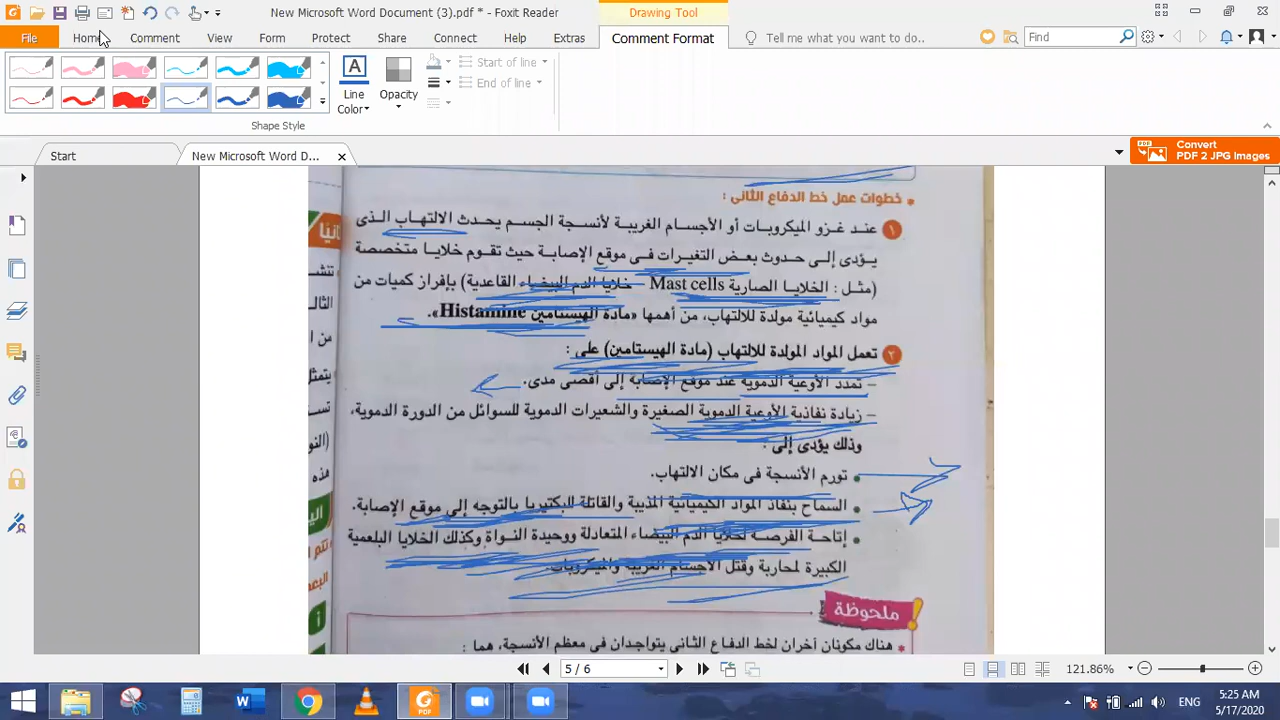 New Microsoft Word Document (3).pdf * - Foxit Reader
Drawing Tool
File Home Comment View Form Protect Share Connect Help Extras Comment Format Tell me what you want to do... Find
Line Color
Opacity
Start of line
End of line
Shape Style
Start
New Microsoft Word D...
Convert
PDF 2 JPG Images
* خطوات عمل خط الدفاع الثانى :
١ عند غزو الميكروبات أو الأجسام الغريبة لأنسجة الجسم يحدث الالتهاب الذى
يؤدى إلى حدوث بعض التغيرات فى موقع الإصابة حيث تقوم خلايا متخصصة
(مثل : الخلايا الصارية Mast cells – خلايا الدم البيضاء القاعدية) بإفراز كميات من
مواد كيميائية مولدة للالتهاب، من أهمها «مادة الهيستامين Histamine».
٢ تعمل المواد المولدة للالتهاب (مادة الهيستامين) على :
– تمدد الأوعية الدموية عند موقع الإصابة إلى أقصى مدى.
– زيادة نفاذية الأوعية الدموية الصغيرة والشعيرات الدموية للسوائل من الدورة الدموية،
وذلك يؤدى إلى :
• تورم الأنسجة فى مكان الالتهاب.
• السماح بنفاذ المواد الكيميائية المذيبة والقاتلة للبكتيريا بالتوجه إلى موقع الإصابة.
• إتاحة الفرصة لخلايا الدم البيضاء المتعادلة ووحيدة النواة وكذلك الخلايا البلعمية
الكبيرة لمحاربة وقتل الأجسام الغريبة والميكروبات.
ملحوظة !
* هناك مكونان آخران لخط الدفاع الثانى يتواجدان فى معظم الأنسجة، هما :
5 / 6
121.86%
ENG
5:25 AM
5/17/2020